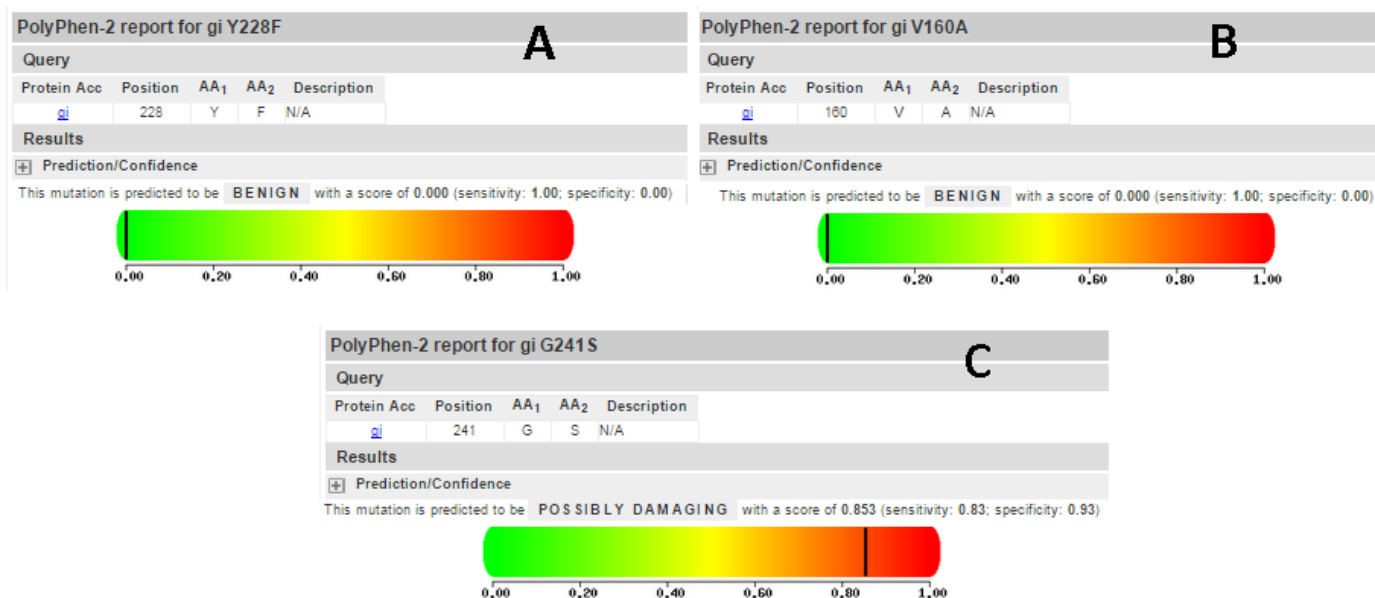 PolyPhen-2 report for gi Y228F
A
Query
Protein Acc Position AA1 AA2 Description
gi 228 Y F N/A
Results
Prediction/Confidence
This mutation is predicted to be BENIGN with a score of 0.000 (sensitivity: 1.00; specificity: 0.00)
0.00 0.20 0.40 0.60 0.80 1.00
PolyPhen-2 report for gi V160A
B
Query
Protein Acc Position AA1 AA2 Description
gi 160 V A N/A
Results
Prediction/Confidence
This mutation is predicted to be BENIGN with a score of 0.000 (sensitivity: 1.00; specificity: 0.00)
0.00 0.20 0.40 0.60 0.80 1.00
PolyPhen-2 report for gi G241S
C
Query
Protein Acc Position AA1 AA2 Description
gi 241 G S N/A
Results
Prediction/Confidence
This mutation is predicted to be POSSIBLY DAMAGING with a score of 0.853 (sensitivity: 0.83; specificity: 0.93)
0.00 0.20 0.40 0.60 0.80 1.00